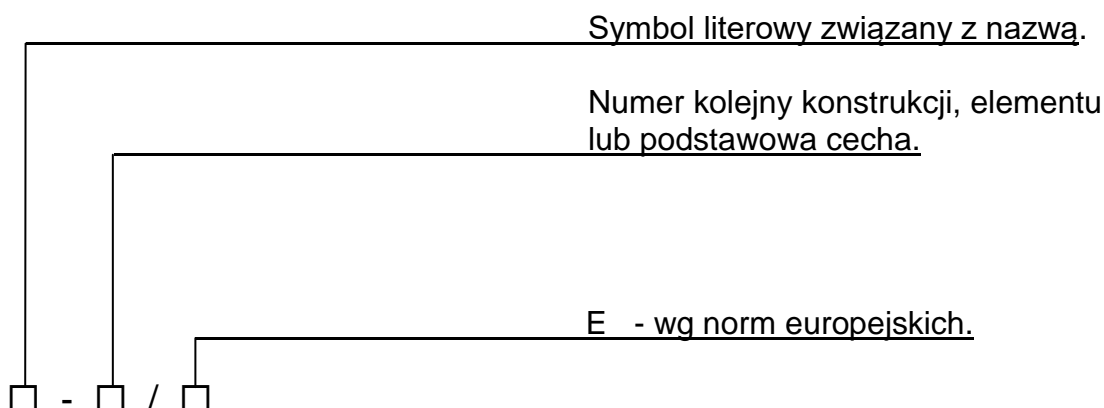 Symbol literowy związany z nazwą.
Numer kolejny konstrukcji, elementu
lub podstawowa cecha.
E - wg norm europejskich.
□ - □ / □